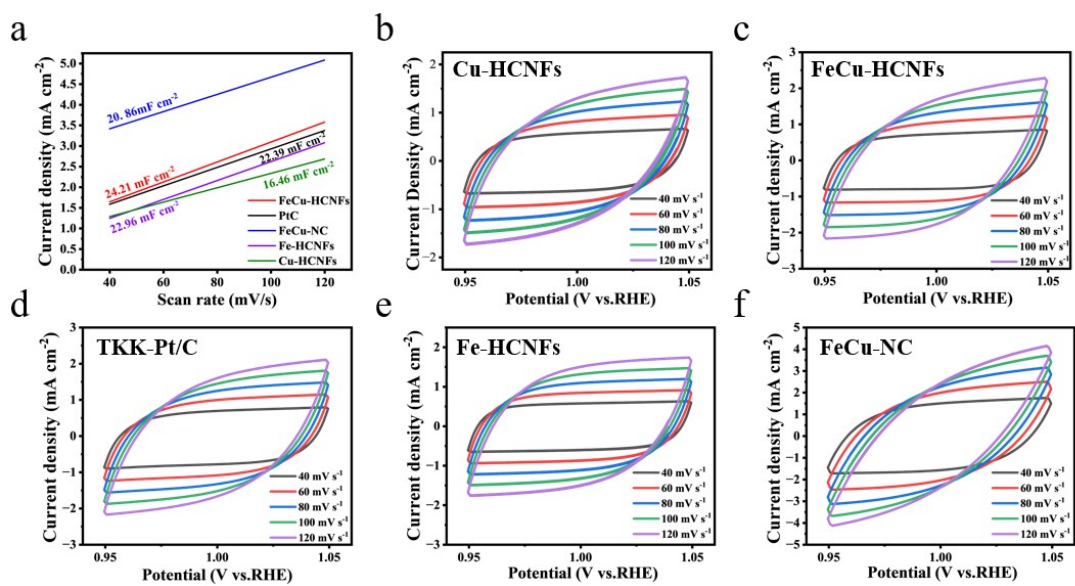 a
Current density (mA cm⁻²)
5.0
4.5
4.0
3.5
3.0
2.5
2.0
1.5
1.0
0.5
0.0
20. 86mF cm⁻²
24.21 mF cm⁻²
22.39 mF cm⁻²
16.46 mF cm⁻²
22.96 mF cm⁻²
FeCu-HCNFs
PtC
FeCu-NC
Fe-HCNFs
Cu-HCNFs
40 60 80 100 120
Scan rate (mV/s)
b
Cu-HCNFs
Current Density (mA cm⁻²)
2
1
0
−1
−2
40 mV s⁻¹
60 mV s⁻¹
80 mV s⁻¹
100 mV s⁻¹
120 mV s⁻¹
0.95 1.00 1.05
Potential (V vs.RHE)
c
FeCu-HCNFs
Current density (mA cm⁻²)
3
2
1
0
−1
−2
−3
40 mV s⁻¹
60 mV s⁻¹
80 mV s⁻¹
100 mV s⁻¹
120 mV s⁻¹
0.95 1.00 1.05
Potential (V vs.RHE)
d
TKK-Pt/C
Current density (mA cm⁻²)
3
2
1
0
−1
−2
−3
40 mV s⁻¹
60 mV s⁻¹
80 mV s⁻¹
100 mV s⁻¹
120 mV s⁻¹
0.95 1.00 1.05
Potential (V vs.RHE)
e
Fe-HCNFs
Current density (mA cm⁻²)
2
1
0
−1
−2
−3
40 mV s⁻¹
60 mV s⁻¹
80 mV s⁻¹
100 mV s⁻¹
120 mV s⁻¹
0.95 1.00 1.05
Potential (V vs.RHE)
f
FeCu-NC
Current density (mA cm⁻²)
5
4
3
2
1
0
−1
−2
−3
−4
−5
40 mV s⁻¹
60 mV s⁻¹
80 mV s⁻¹
100 mV s⁻¹
120 mV s⁻¹
0.95 1.00 1.05
Potential (V vs.RHE)